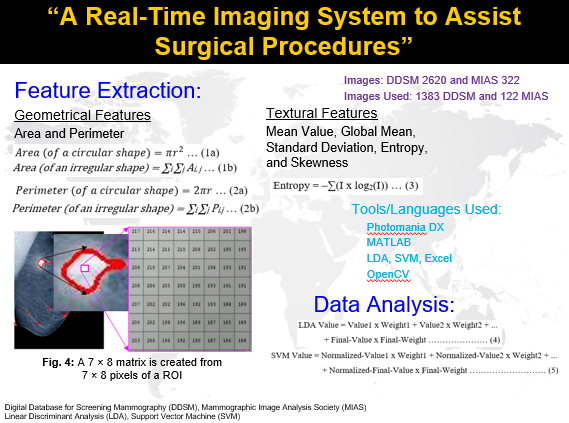 “A Real-Time Imaging System to Assist
Surgical Procedures”
Images: DDSM 2620 and MIAS 322
Images Used: 1383 DDSM and 122 MIAS
Feature Extraction:
Geometrical Features
Area and Perimeter
Area (of a circular shape) = πr² … (1a)
Area (of an irregular shape) = ∑ᵢ∑ⱼ Aᵢ,ⱼ … (1b)
Perimeter (of a circular shape) = 2πr … (2a)
Perimeter (of an irregular shape) = ∑ᵢ∑ⱼ Pᵢ,ⱼ … (2b)
Textural Features
Mean Value, Global Mean,
Standard Deviation, Entropy,
and Skewness
Entropy = –∑(I x log₂(I)) … (3)
Tools/Languages Used:
Photomania DX
MATLAB
LDA, SVM, Excel
OpenCV
Fig. 4: A 7 × 8 matrix is created from
7 × 8 pixels of a ROI
Data Analysis:
LDA Value = Value1 x Weight1 + Value2 x Weight2 + ...
+ Final-Value x Final-Weight ........................ (4)
SVM Value = Normalized-Value1 x Weight1 + Normalized-Value2 x Weight2 + ...
+ Normalized-Final-Value x Final-Weight ............................. (5)
Digital Database for Screening Mammography (DDSM), Mammographic Image Analysis Society (MIAS)
Linear Discriminant Analysis (LDA), Support Vector Machine (SVM)